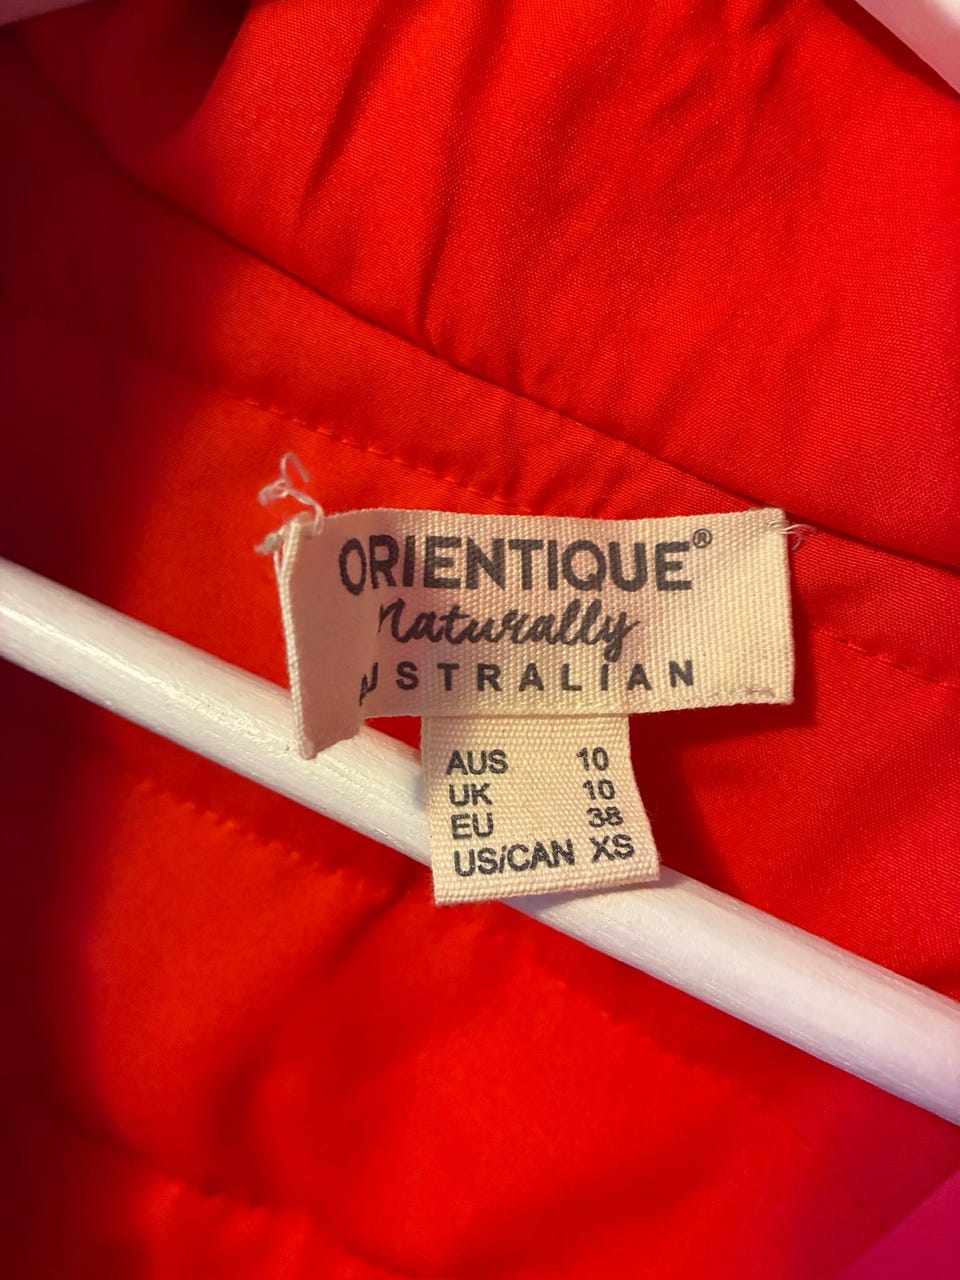 ORIENTIQUE®
Naturally
AUSTRALIAN
AUS 10
UK 10
EU 38
US/CAN XS